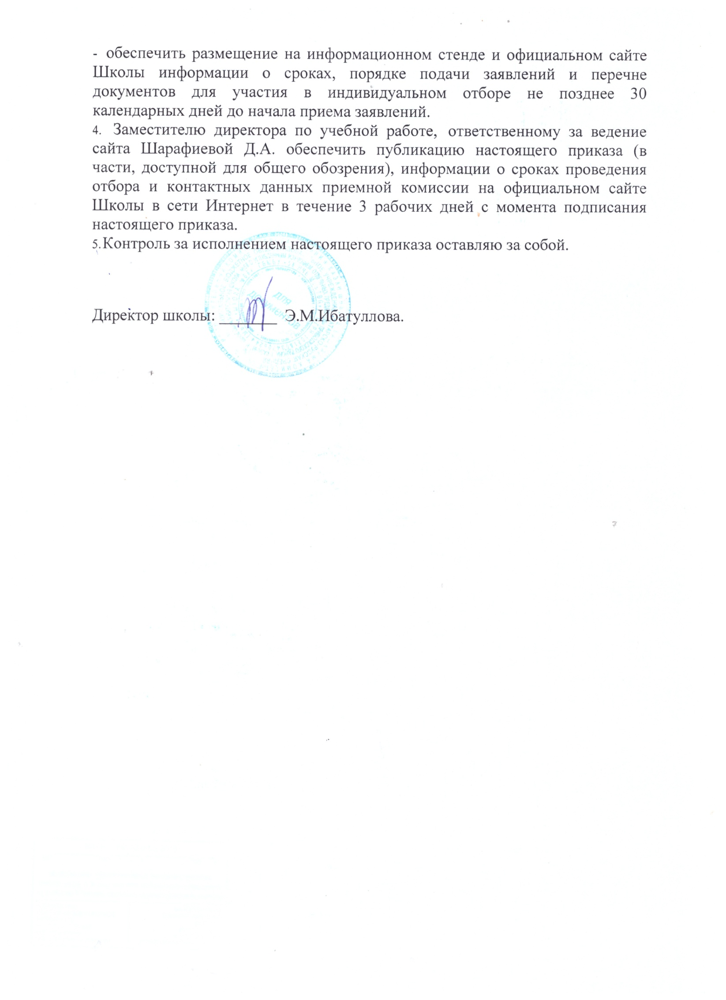 - обеспечить размещение на информационном стенде и официальном сайте
Школы информации о сроках, порядке подачи заявлений и перечне
документов для участия в индивидуальном отборе не позднее 30
календарных дней до начала приема заявлений.
4. Заместителю директора по учебной работе, ответственному за ведение
сайта Шарафиевой Д.А. обеспечить публикацию настоящего приказа (в
части, доступной для общего обозрения), информации о сроках проведения
отбора и контактных данных приемной комиссии на официальном сайте
Школы в сети Интернет в течение 3 рабочих дней с момента подписания
настоящего приказа.
5. Контроль за исполнением настоящего приказа оставляю за собой.
Директор школы: _______ Э.М.Ибатуллова.
для
документов